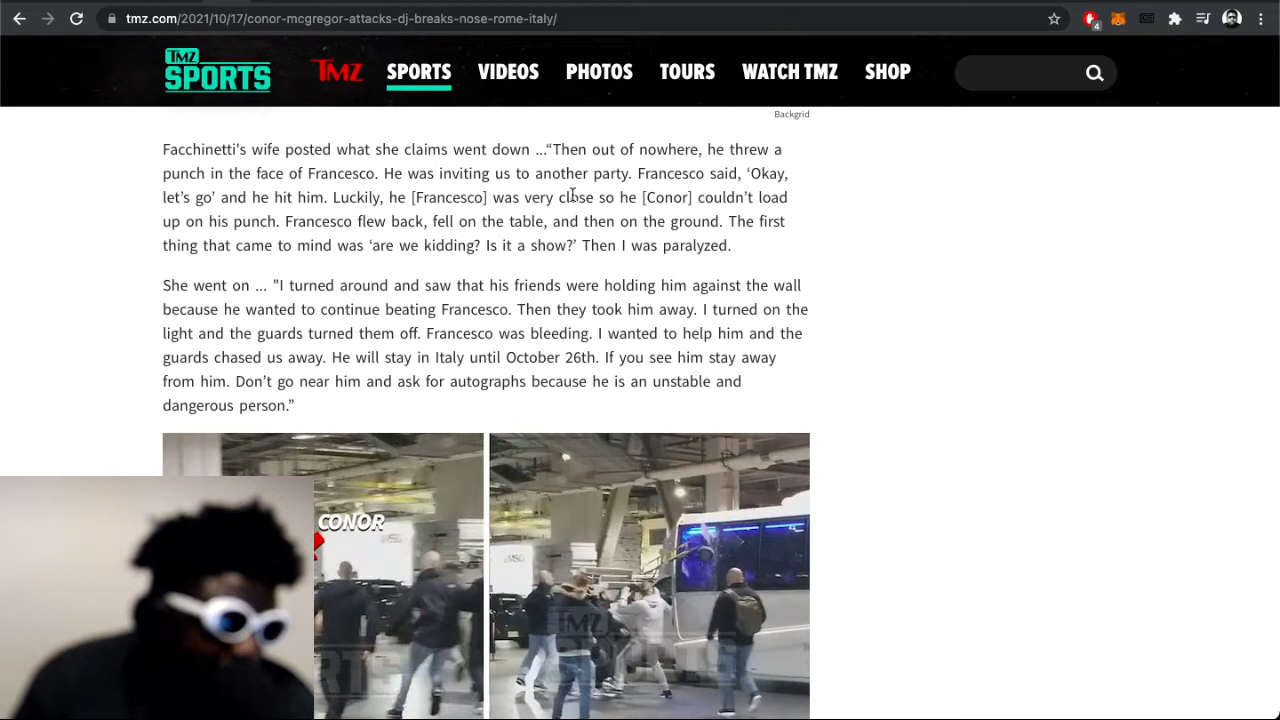 tmz.com/2021/10/17/conor-mcgregor-attacks-dj-breaks-nose-rome-italy/
4
TMZ SPORTS
TMZ SPORTS VIDEOS PHOTOS TOURS WATCH TMZ SHOP
Backgrid
Facchinetti's wife posted what she claims went down ...“Then out of nowhere, he threw a
punch in the face of Francesco. He was inviting us to another party. Francesco said, ‘Okay,
let’s go’ and he hit him. Luckily, he [Francesco] was very close so he [Conor] couldn’t load
up on his punch. Francesco flew back, fell on the table, and then on the ground. The first
thing that came to mind was ‘are we kidding? Is it a show?’ Then I was paralyzed.
She went on ... "I turned around and saw that his friends were holding him against the wall
because he wanted to continue beating Francesco. Then they took him away. I turned on the
light and the guards turned them off. Francesco was bleeding. I wanted to help him and the
guards chased us away. He will stay in Italy until October 26th. If you see him stay away
from him. Don’t go near him and ask for autographs because he is an unstable and
dangerous person.”
CONOR
TMZ
SPORTS